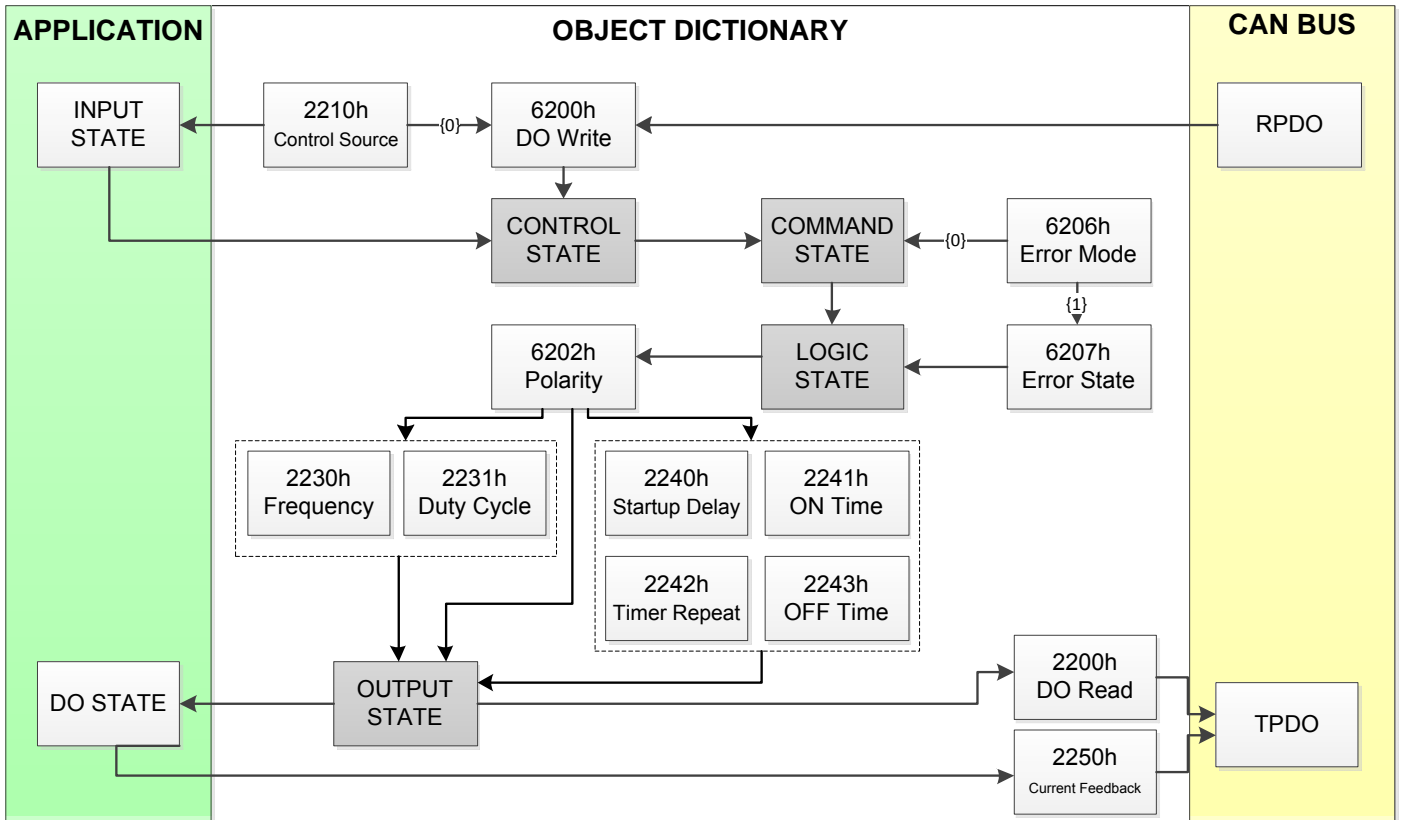 APPLICATION
OBJECT DICTIONARY
CAN BUS
INPUT
STATE
2210h
Control Source
{0}
6200h
DO Write
RPDO
CONTROL
STATE
COMMAND
STATE
{0}
6206h
Error Mode
{1}
6202h
Polarity
LOGIC
STATE
6207h
Error State
2230h
Frequency
2231h
Duty Cycle
2240h
Startup Delay
2241h
ON Time
2242h
Timer Repeat
2243h
OFF Time
DO STATE
OUTPUT
STATE
2200h
DO Read
TPDO
2250h
Current Feedback